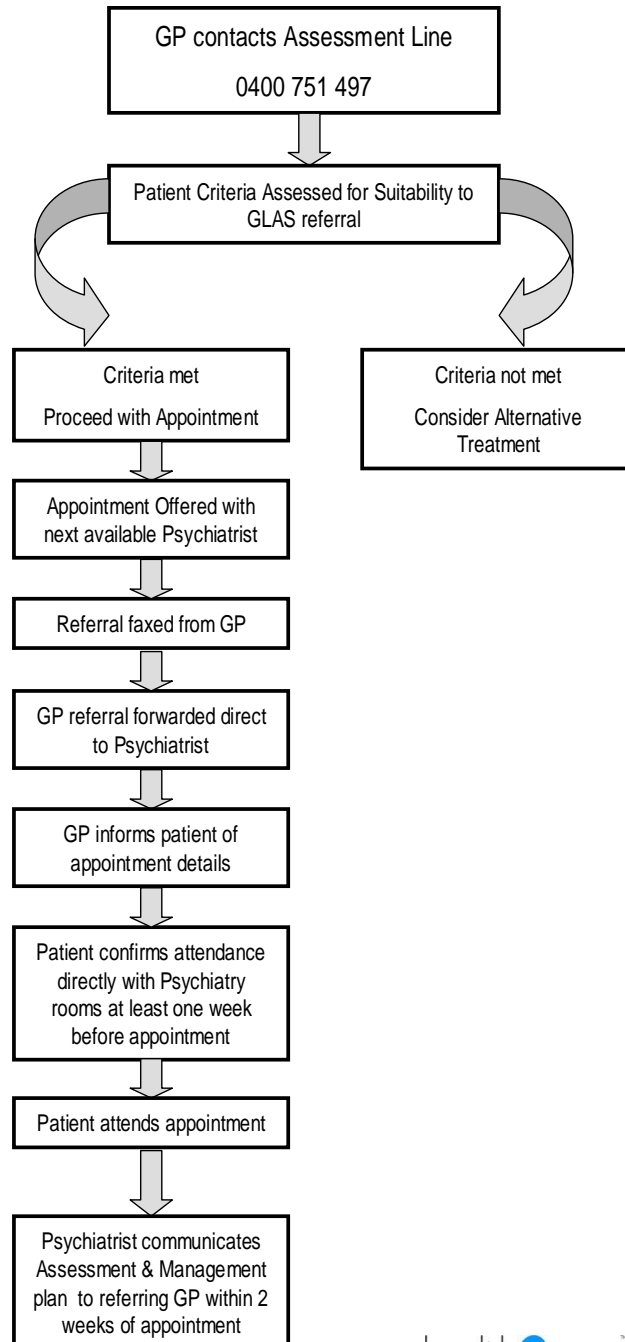 GP contacts Assessment Line
0400 751 497
Patient Criteria Assessed for Suitability to
GLAS referral
Criteria met
Proceed with Appointment
Criteria not met
Consider Alternative
Treatment
Appointment Offered with
next available Psychiatrist
Referral faxed from GP
GP referral forwarded direct
to Psychiatrist
GP informs patient of
appointment details
Patient confirms attendance
directly with Psychiatry
rooms at least one week
before appointment
Patient attends appointment
Psychiatrist communicates
Assessment & Management
plan to referring GP within 2
weeks of appointment